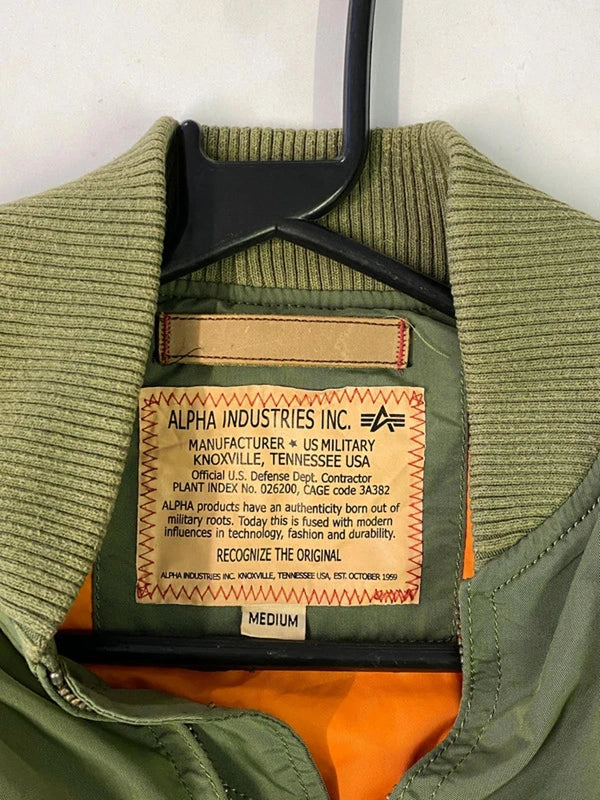 ALPHA INDUSTRIES INC.
MANUFACTURER ★ US MILITARY
KNOXVILLE, TENNESSEE USA
Official U.S. Defense Dept. Contractor
PLANT INDEX No. 026200, CAGE code 3A382
ALPHA products have an authenticity born out of
military roots. Today this is fused with modern
influences in technology, fashion and durability.
RECOGNIZE THE ORIGINAL
ALPHA INDUSTRIES INC. KNOXVILLE, TENNESSEE USA, EST. OCTOBER 1959
MEDIUM